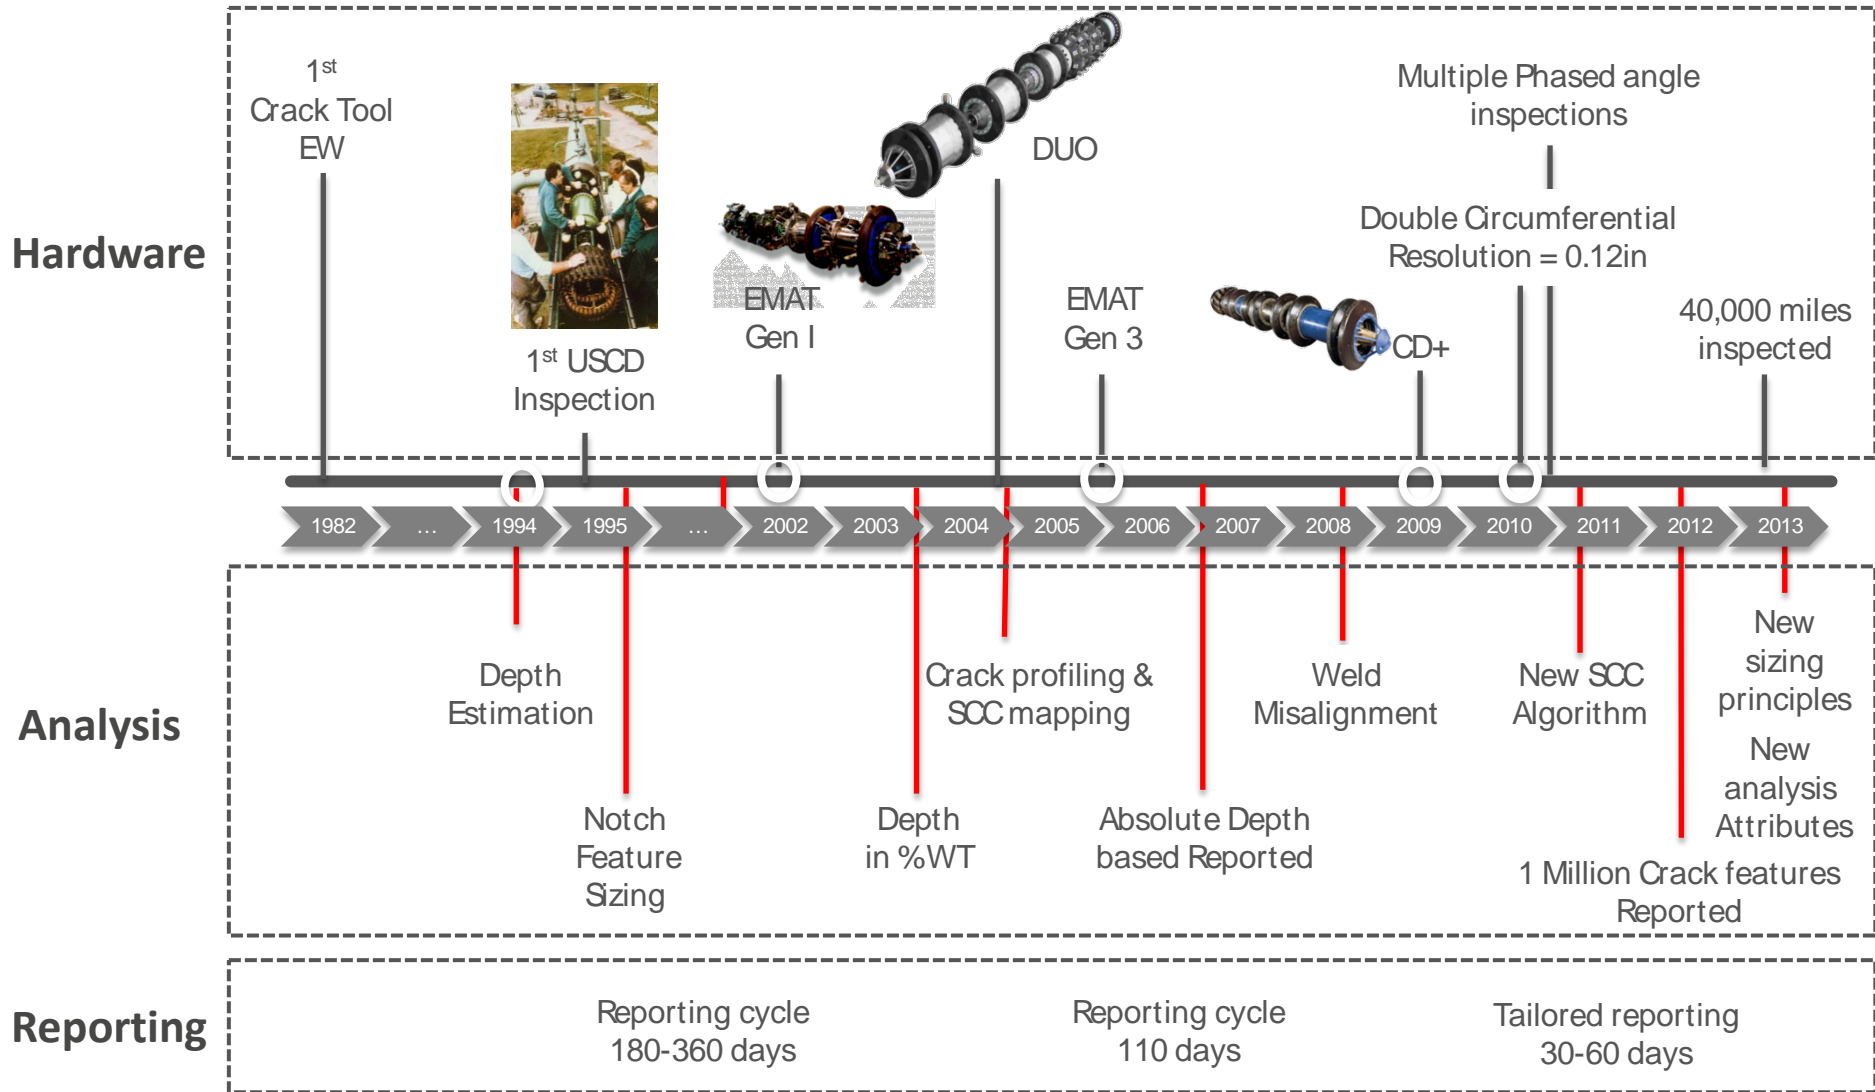 Hardware
1st
Crack Tool
EW
1st USCD
Inspection
EMAT
Gen I
DUO
EMAT
Gen 3
CD+
Multiple Phased angle
inspections
Double Circumferential
Resolution = 0.12in
40,000 miles
inspected
1982
...
1994
1995
...
2002
2003
2004
2005
2006
2007
2008
2009
2010
2011
2012
2013
Analysis
Depth
Estimation
Notch
Feature
Sizing
Depth
in %WT
Crack profiling &
SCC mapping
Absolute Depth
based Reported
Weld
Misalignment
New SCC
Algorithm
1 Million Crack features
Reported
New
sizing
principles
New
analysis
Attributes
Reporting
Reporting cycle
180-360 days
Reporting cycle
110 days
Tailored reporting
30-60 days